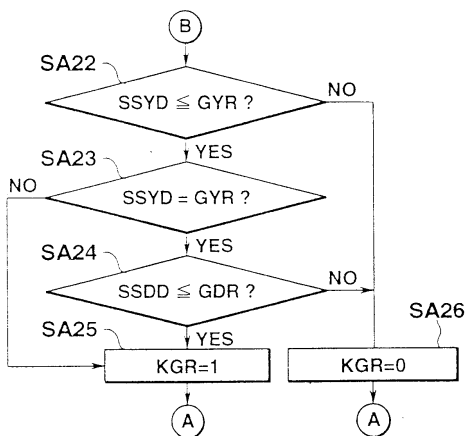 B
SA22
SSYD ≦ GYR ?
NO
YES
SA23
NO
SSYD = GYR ?
YES
SA24
SSDD ≦ GDR ?
NO
YES
SA25
KGR=1
SA26
KGR=0
A
A